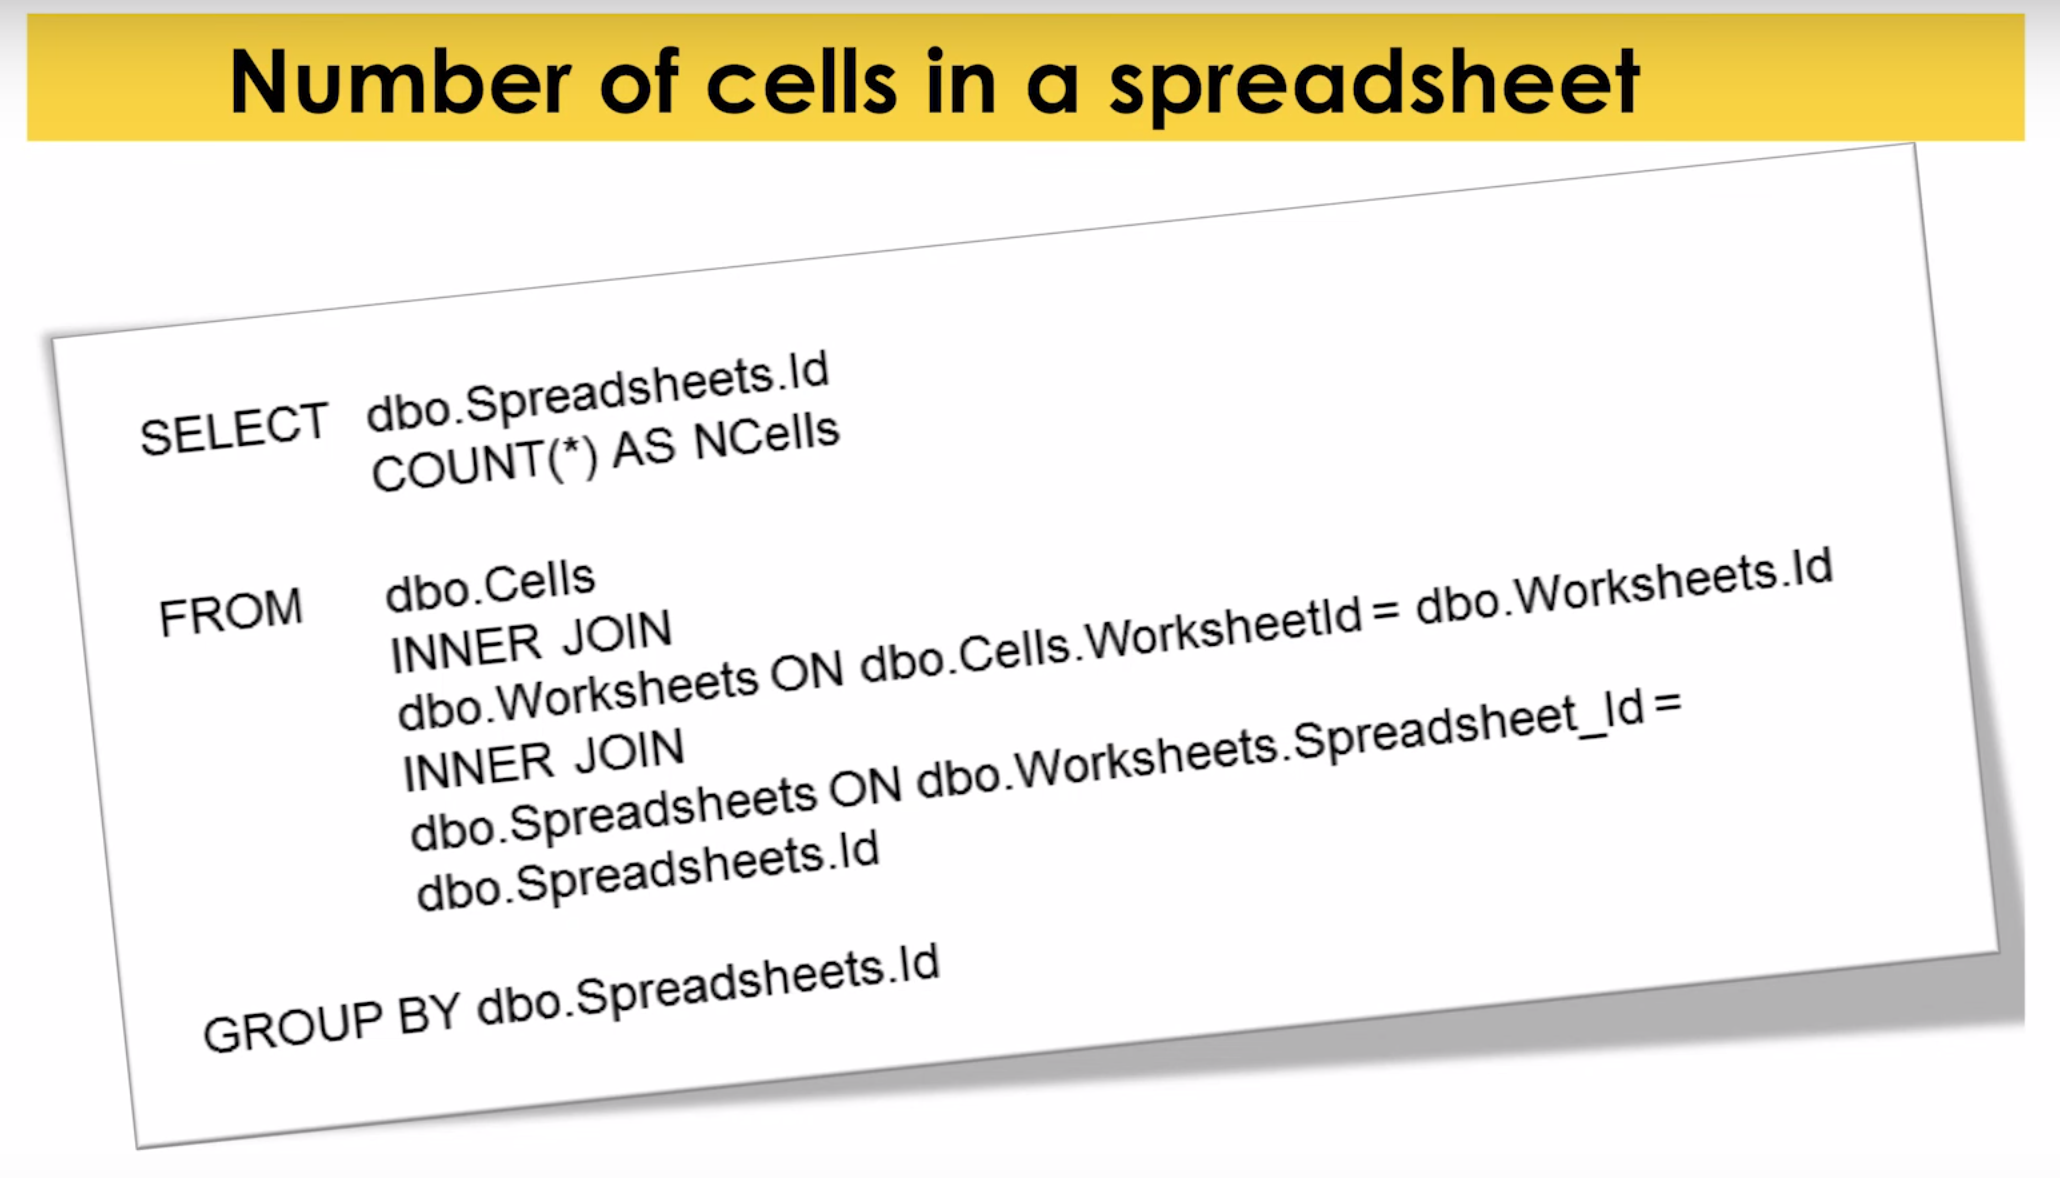 Number of cells in a spreadsheet
SELECT dbo.Spreadsheets.Id
COUNT(*) AS NCells
FROM dbo.Cells
INNER JOIN
dbo.Worksheets ON dbo.Cells.WorksheetId = dbo.Worksheets.Id
INNER JOIN
dbo.Spreadsheets ON dbo.Worksheets.Spreadsheet_Id =
dbo.Spreadsheets.Id
GROUP BY dbo.Spreadsheets.Id